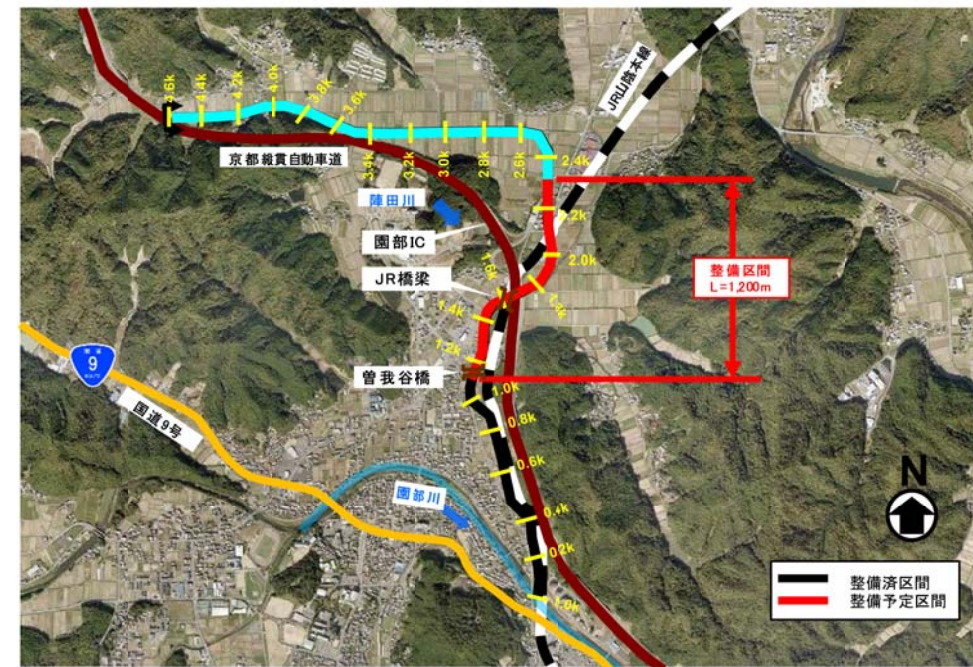 4.6k
4.4k
4.2k
4.0k
3.8k
3.6k
3.4k
3.2k
3.0k
2.8k
2.6k
2.4k
JR山陰本線
京都縦貫自動車道
陣田川
園部IC
JR橋梁
2.0k
1.8k
1.6k
1.4k
1.2k
整備区間
L=1,200m
曽我谷橋
1.0k
0.8k
0.6k
0.4k
02k
1.0k
9
国道9号
園部川
N
整備済区間
整備予定区間